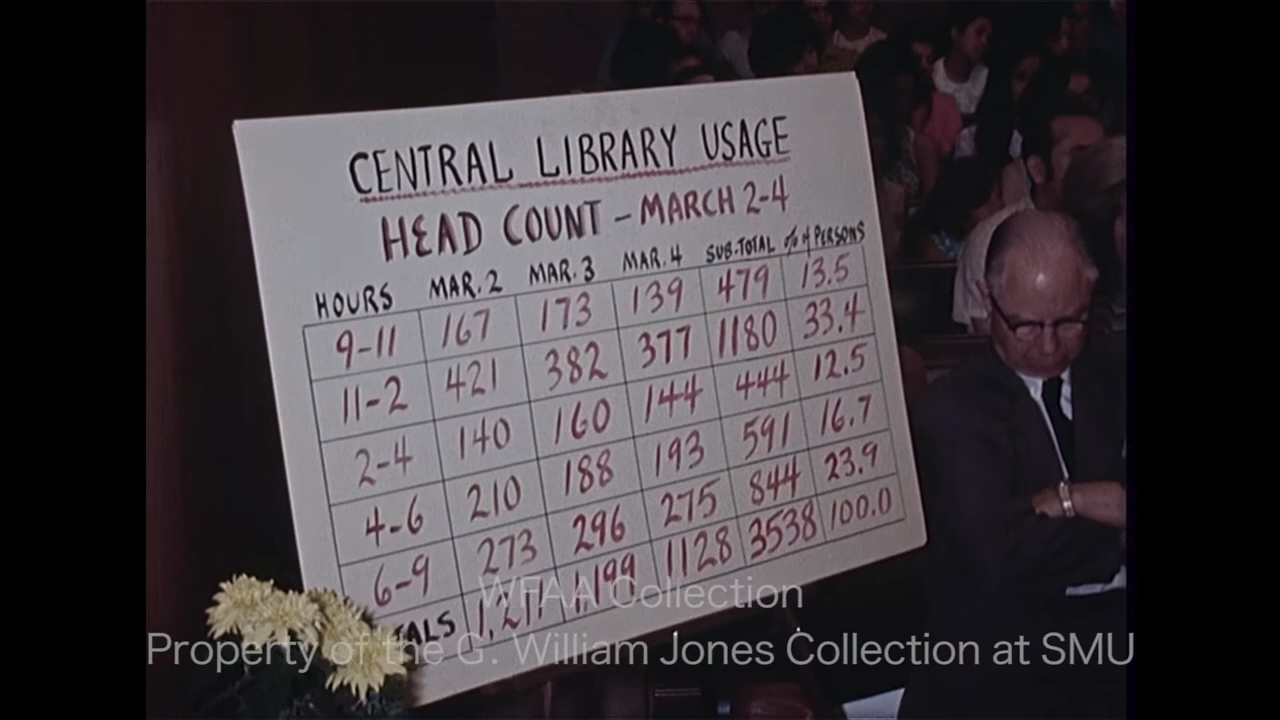 CENTRAL LIBRARY USAGE
HEAD COUNT - MARCH 2-4
HOURS MAR. 2 MAR. 3 MAR. 4 SUB-TOTAL % of PERSONS
9-11 167 173 139 479 13.5
11-2 421 382 377 1180 33.4
2-4 140 160 144 444 12.5
4-6 210 188 193 591 16.7
6-9 273 296 275 844 23.9
1,199 1128 3538 100.0
WFAA Collection
Property of the G. William Jones Collection at SMU